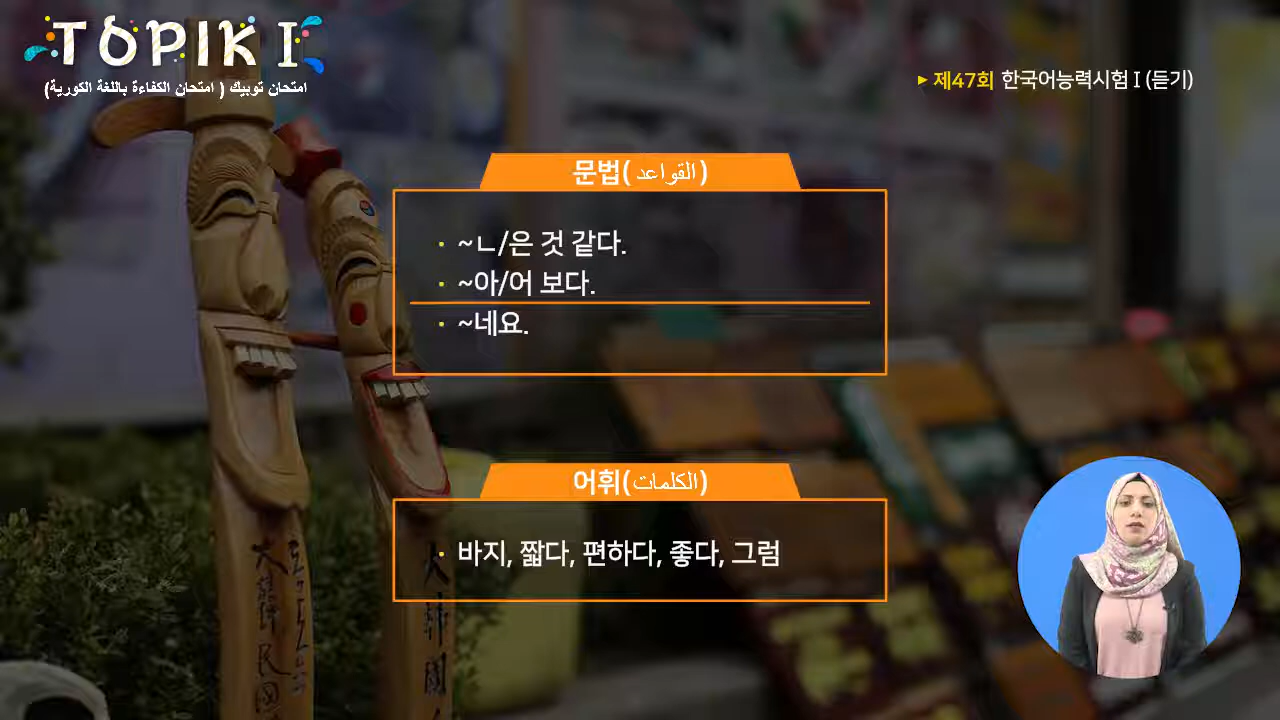 TOPIK I
امتحان توبيك ( امتحان الكفاءة باللغة الكورية)
▶ 제47회 한국어능력시험 I (듣기)
문법(القواعد)
· ~ㄴ/은 것 같다.
· ~아/어 보다.
· ~네요.
어휘(الكلمات)
· 바지, 짧다, 편하다, 좋다, 그럼